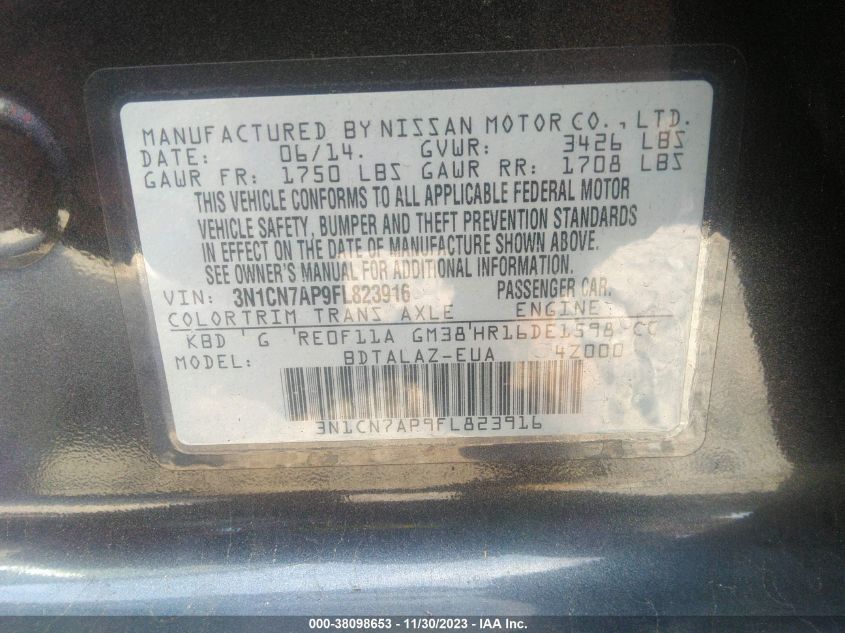 MANUFACTURED BY NISSAN MOTOR CO., LTD.
DATE: 06/14. GVWR: 3426 LBS
GAWR FR: 1750 LBS GAWR RR: 1708 LBS
THIS VEHICLE CONFORMS TO ALL APPLICABLE FEDERAL MOTOR
VEHICLE SAFETY, BUMPER AND THEFT PREVENTION STANDARDS
IN EFFECT ON THE DATE OF MANUFACTURE SHOWN ABOVE.
SEE OWNER'S MANUAL FOR ADDITIONAL INFORMATION.
VIN: 3N1CN7AP9FL823916 PASSENGER CAR.
COLOR TRIM TRANS AXLE ENGINE
KBD G RE0F11A GM38 HR16DE1598-CC
MODEL: BDTALAZ-EUA 4Z000
3N1CN7AP9FL823916
000-38098653 - 11/30/2023 - IAA Inc.